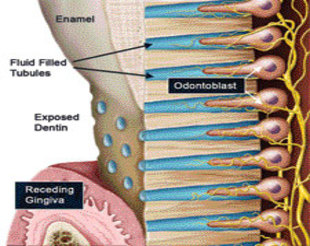 Enamel
Fluid Filled
Tubules
Odontoblast
Exposed
Dentin
Receding
Gingiva